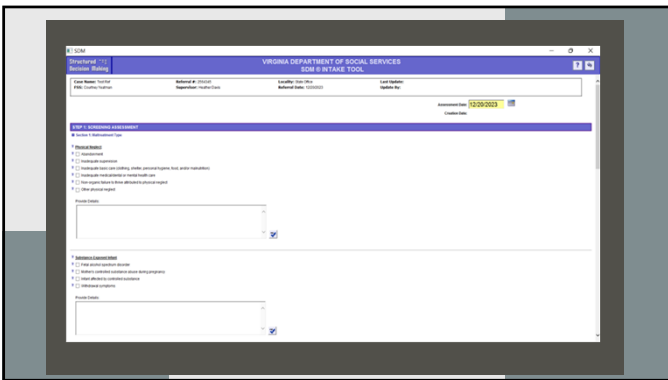 SDM
Structured
Decision Making
VIRGINIA DEPARTMENT OF SOCIAL SERVICES
SDM ® INTAKE TOOL
Case Name: Test Ref Referral #: Locality: State Office Last Update:
FSS: Courtney Supervisor: Heather Davis Referral Date: 12/20/2023 Update By:
Assessment Date: 12/20/2023
Creation Date:
STEP 1: SCREENING ASSESSMENT
Section 1: Maltreatment Type
Physical Neglect
Abandonment
Inadequate supervision
Inadequate basic care (clothing, shelter, personal hygiene, food, and/or malnutrition)
Inadequate medical/dental or mental health care
Non-organic failure to thrive attributed to physical neglect
Other physical neglect
Provide Details:
Substance-Exposed Infant
Fetal alcohol spectrum disorder
Mother's controlled substance abuse during pregnancy
Infant affected by controlled substance
Withdrawal symptoms
Provide Details: